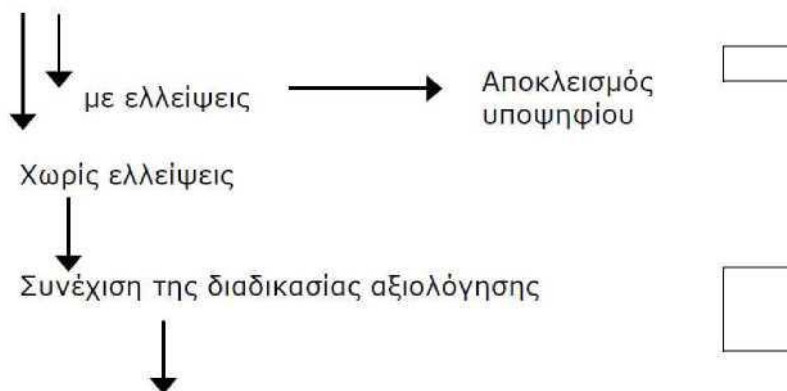 με ελλείψεις
Αποκλεισμός
υποψηφίου
Χωρίς ελλείψεις
Συνέχιση της διαδικασίας αξιολόγησης